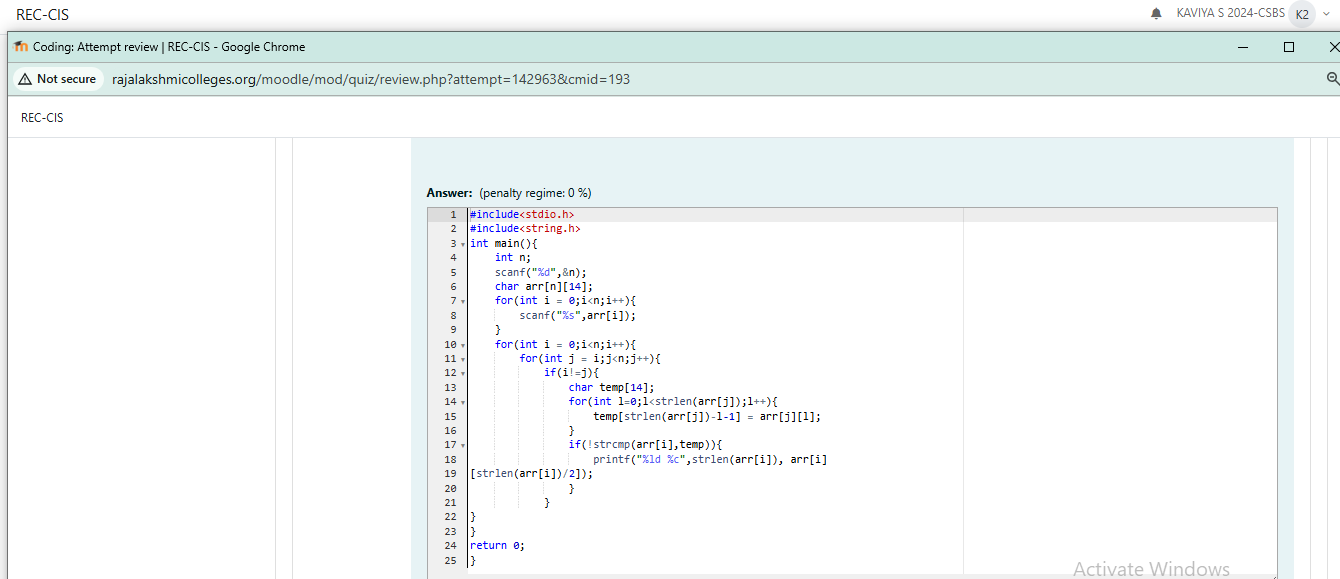 REC-CIS
KAVIYA S 2024-CSBS K2
Coding: Attempt review | REC-CIS - Google Chrome
Not secure rajalakshmicolleges.org/moodle/mod/quiz/review.php?attempt=142963&cmid=193
REC-CIS
Answer: (penalty regime: 0 %)
1 #include<stdio.h>
2 #include<string.h>
3 int main(){
4 int n;
5 scanf("%d",&n);
6 char arr[n][14];
7 for(int i = 0;i<n;i++){
8 scanf("%s",arr[i]);
9 }
10 for(int i = 0;i<n;i++){
11 for(int j = i;j<n;j++){
12 if(i!=j){
13 char temp[14];
14 for(int l=0;l<strlen(arr[j]);l++){
15 temp[strlen(arr[j])-l-1] = arr[j][l];
16 }
17 if(!strcmp(arr[i],temp)){
18 printf("%ld %c",strlen(arr[i]), arr[i]
19 [strlen(arr[i])/2]);
20 }
21 }
22 }
23 }
24 return 0;
25 }
Activate Windows